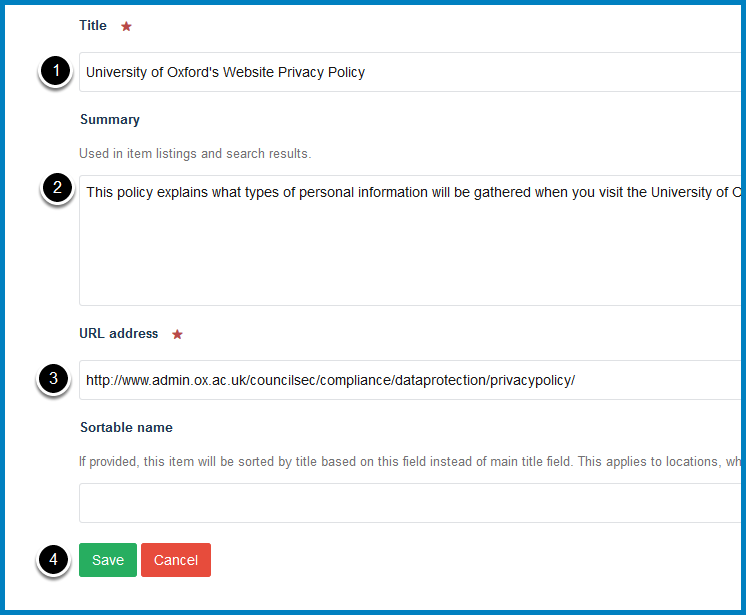 Title ★
1 University of Oxford's Website Privacy Policy
Summary
Used in item listings and search results.
2 This policy explains what types of personal information will be gathered when you visit the University of O
URL address ★
3 http://www.admin.ox.ac.uk/councilsec/compliance/dataprotection/privacypolicy/
Sortable name
If provided, this item will be sorted by title based on this field instead of main title field. This applies to locations, wh
4 Save Cancel